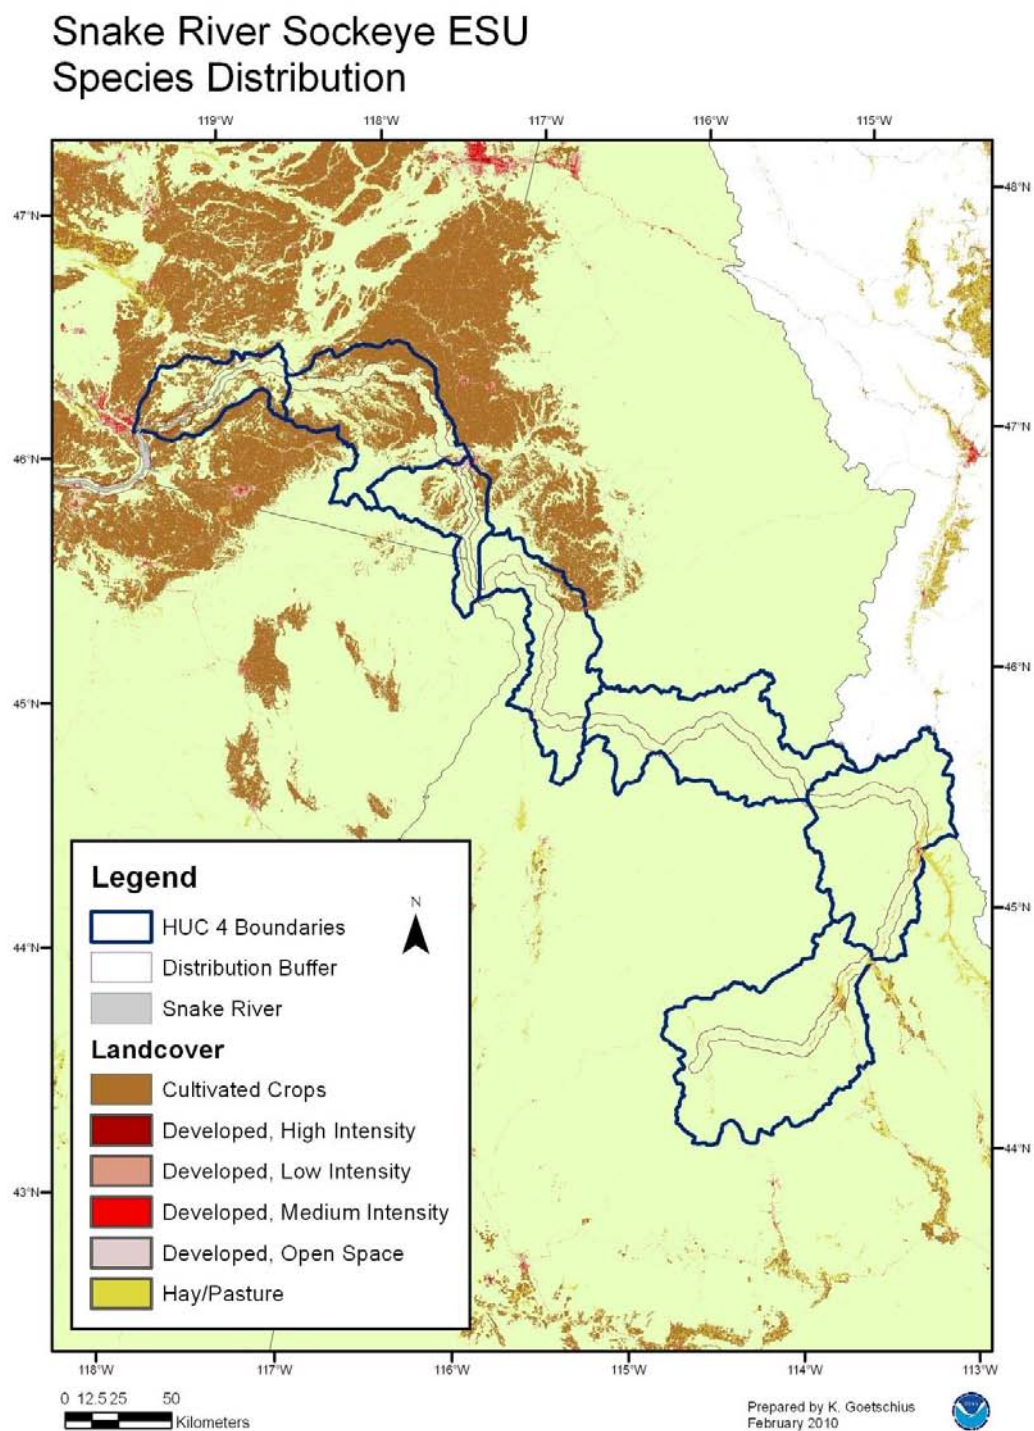 Snake River Sockeye ESU
Species Distribution
119°W 118°W 117°W 116°W 115°W
48°N
47°N
47°N
46°N
46°N
45°N
45°N
44°N
44°N
43°N
Legend
HUC 4 Boundaries
Distribution Buffer
Snake River
Landcover
Cultivated Crops
Developed, High Intensity
Developed, Low Intensity
Developed, Medium Intensity
Developed, Open Space
Hay/Pasture
N
118°W 117°W 116°W 115°W 114°W 113°W
0 12.5 25 50
Kilometers
Prepared by K. Goetschius
February 2010